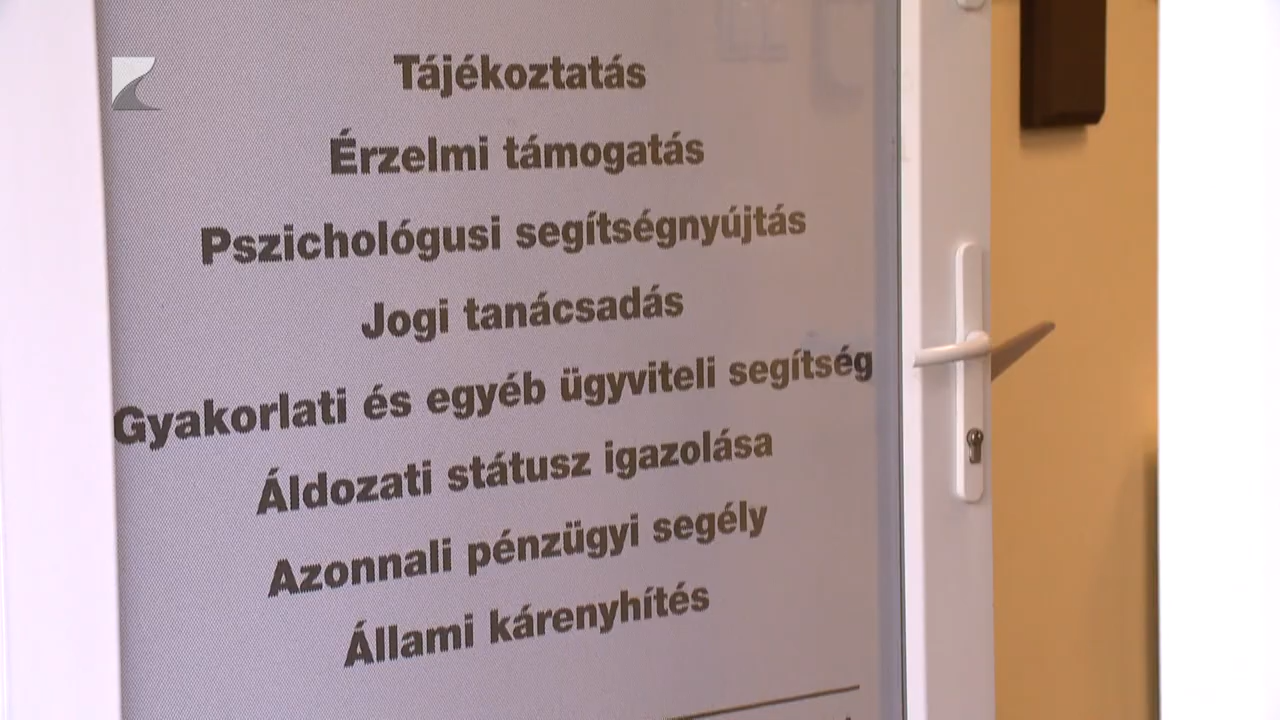 Tájékoztatás
Érzelmi támogatás
Pszichológusi segítségnyújtás
Jogi tanácsadás
Gyakorlati és egyéb ügyviteli segítség
Áldozati státusz igazolása
Azonnali pénzügyi segély
Állami kárenyhítés